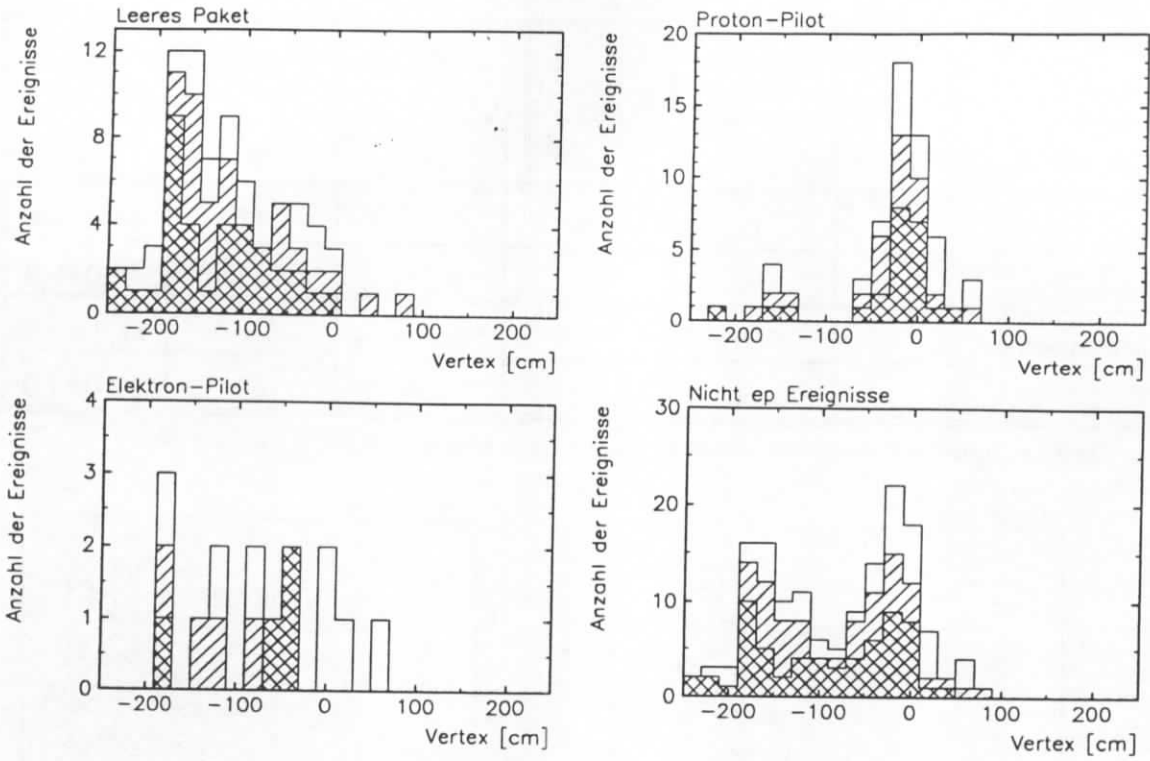 Leeres Paket
Anzahl der Ereignisse
12
8
4
0
−200 −100 0 100 200
Vertex [cm]
Proton−Pilot
Anzahl der Ereignisse
20
15
10
5
0
−200 −100 0 100 200
Vertex [cm]
Elektron−Pilot
Anzahl der Ereignisse
4
3
2
1
0
−200 −100 0 100 200
Vertex [cm]
Nicht ep Ereignisse
Anzahl der Ereignisse
30
20
10
0
−200 −100 0 100 200
Vertex [cm]